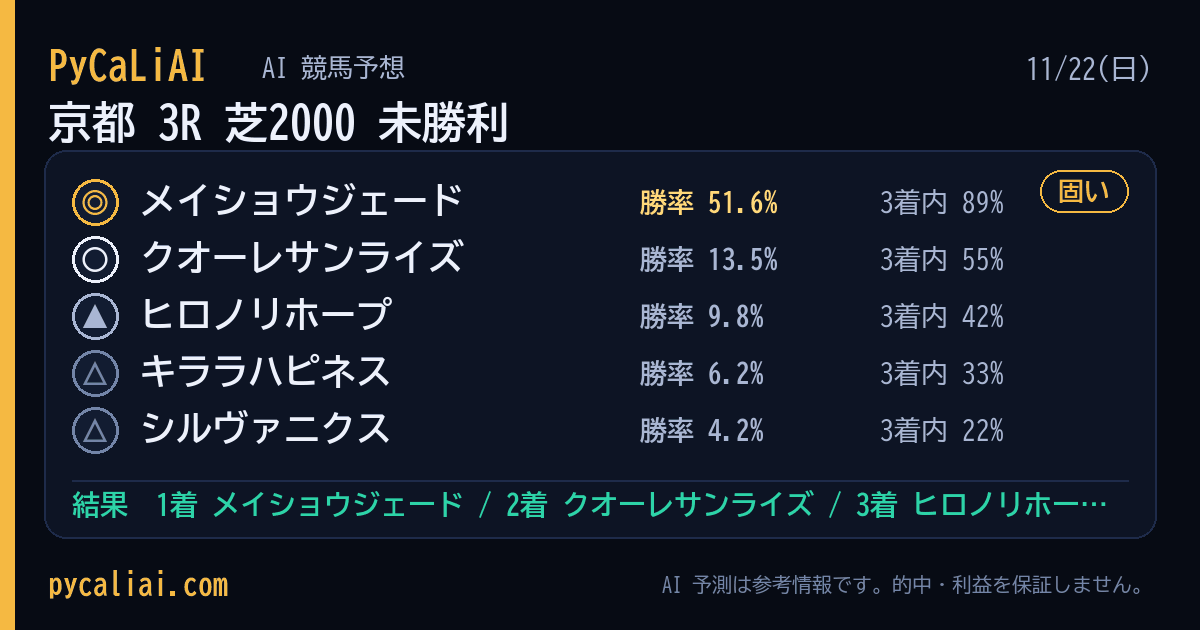 PyCaLiAI AI 競馬予想 11/22(日)
京都 3R 芝2000 未勝利
◎ メイショウジェード 勝率 51.6% 3着内 89% 固い
○ クオーレサンライズ 勝率 13.5% 3着内 55%
▲ ヒロノリホープ 勝率 9.8% 3着内 42%
△ キララハピネス 勝率 6.2% 3着内 33%
△ シルヴァニクス 勝率 4.2% 3着内 22%
結果 1着 メイショウジェード / 2着 クオーレサンライズ / 3着 ヒロノリホー…
pycaliai.com AI 予測は参考情報です。的中・利益を保証しません。